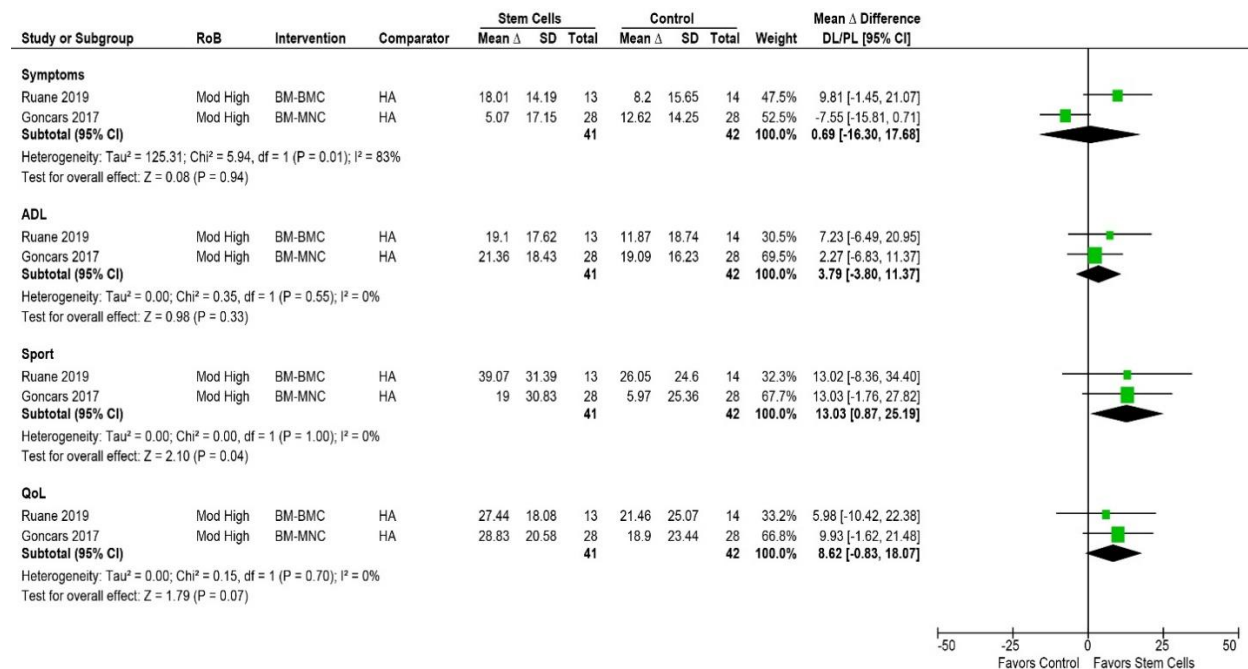 Stem Cells Control Mean Δ Difference
Study or Subgroup RoB Intervention Comparator Mean Δ SD Total Mean Δ SD Total Weight DL/PL [95% CI]
Symptoms
Ruane 2019 Mod High BM-BMC HA 18.01 14.19 13 8.2 15.65 14 47.5% 9.81 [-1.45, 21.07]
Goncars 2017 Mod High BM-MNC HA 5.07 17.15 28 12.62 14.25 28 52.5% -7.55 [-15.81, 0.71]
Subtotal (95% CI) 41 42 100.0% 0.69 [-16.30, 17.68]
Heterogeneity: Tau² = 125.31; Chi² = 5.94, df = 1 (P = 0.01); I² = 83%
Test for overall effect: Z = 0.08 (P = 0.94)
ADL
Ruane 2019 Mod High BM-BMC HA 19.1 17.62 13 11.87 18.74 14 30.5% 7.23 [-6.49, 20.95]
Goncars 2017 Mod High BM-MNC HA 21.36 18.43 28 19.09 16.23 28 69.5% 2.27 [-6.83, 11.37]
Subtotal (95% CI) 41 42 100.0% 3.79 [-3.80, 11.37]
Heterogeneity: Tau² = 0.00; Chi² = 0.35, df = 1 (P = 0.55); I² = 0%
Test for overall effect: Z = 0.98 (P = 0.33)
Sport
Ruane 2019 Mod High BM-BMC HA 39.07 31.39 13 26.05 24.6 14 32.3% 13.02 [-8.36, 34.40]
Goncars 2017 Mod High BM-MNC HA 19 30.83 28 5.97 25.36 28 67.7% 13.03 [-1.76, 27.82]
Subtotal (95% CI) 41 42 100.0% 13.03 [0.87, 25.19]
Heterogeneity: Tau² = 0.00; Chi² = 0.00, df = 1 (P = 1.00); I² = 0%
Test for overall effect: Z = 2.10 (P = 0.04)
QoL
Ruane 2019 Mod High BM-BMC HA 27.44 18.08 13 21.46 25.07 14 33.2% 5.98 [-10.42, 22.38]
Goncars 2017 Mod High BM-MNC HA 28.83 20.58 28 18.9 23.44 28 66.8% 9.93 [-1.62, 21.48]
Subtotal (95% CI) 41 42 100.0% 8.62 [-0.83, 18.07]
Heterogeneity: Tau² = 0.00; Chi² = 0.15, df = 1 (P = 0.70); I² = 0%
Test for overall effect: Z = 1.79 (P = 0.07)
-50 -25 0 25 50
Favors Control Favors Stem Cells